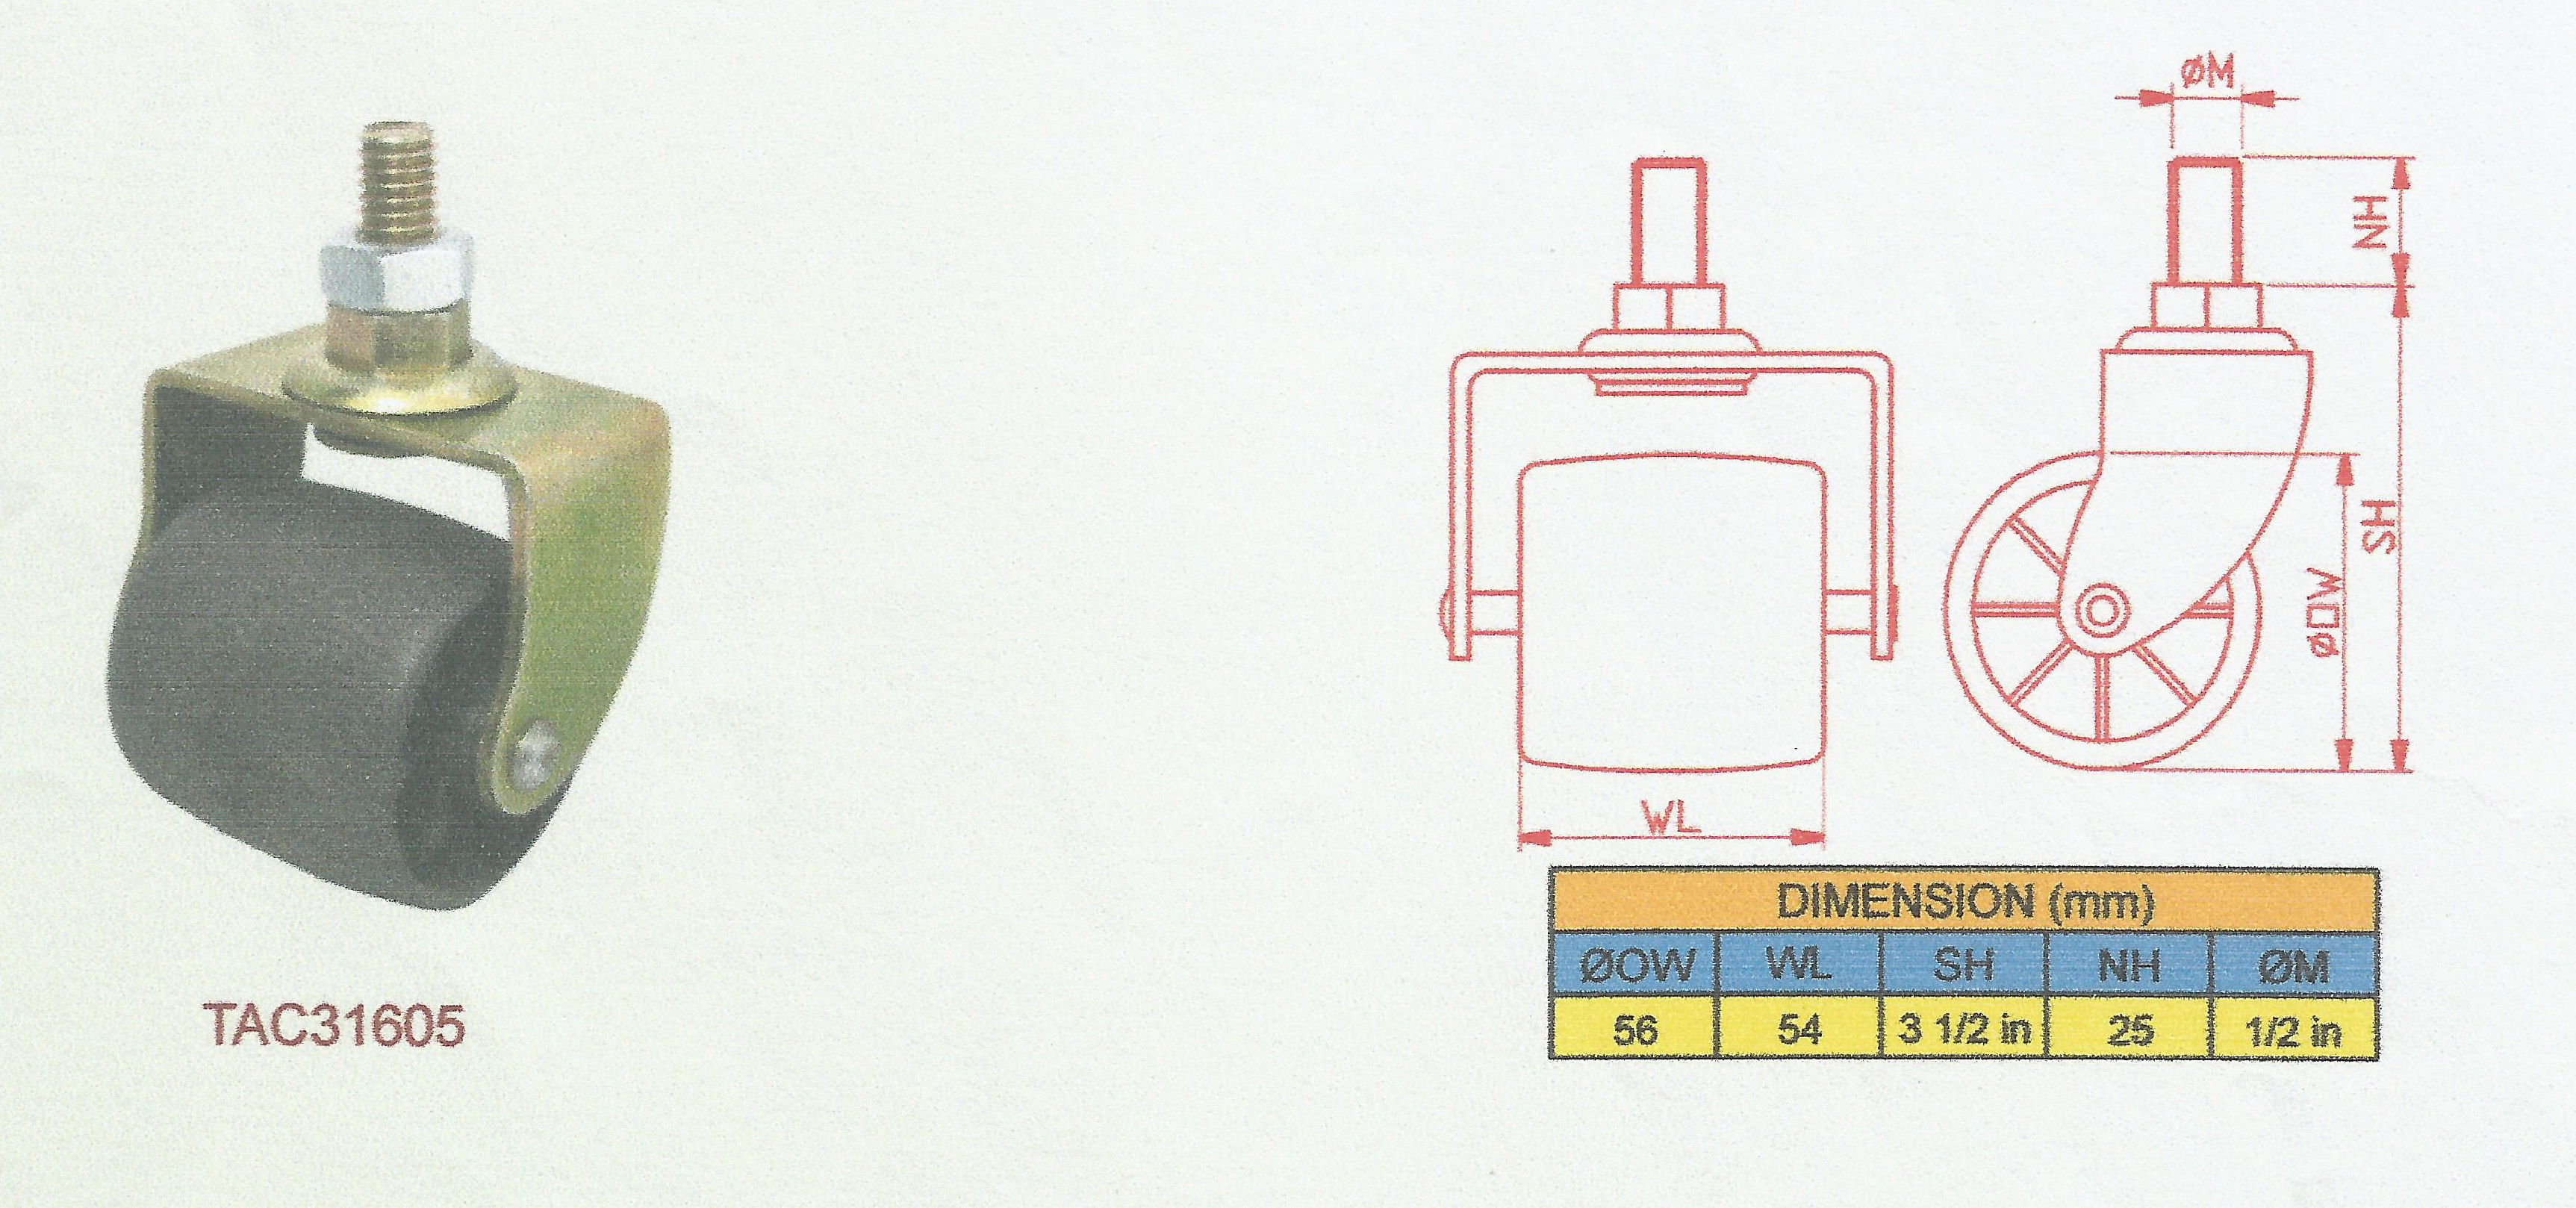 ØM
NH
SH
ØOW
WL
TAC31605
DIMENSION (mm)
ØOW WL SH NH ØM
56 54 3 1/2 in 25 1/2 in